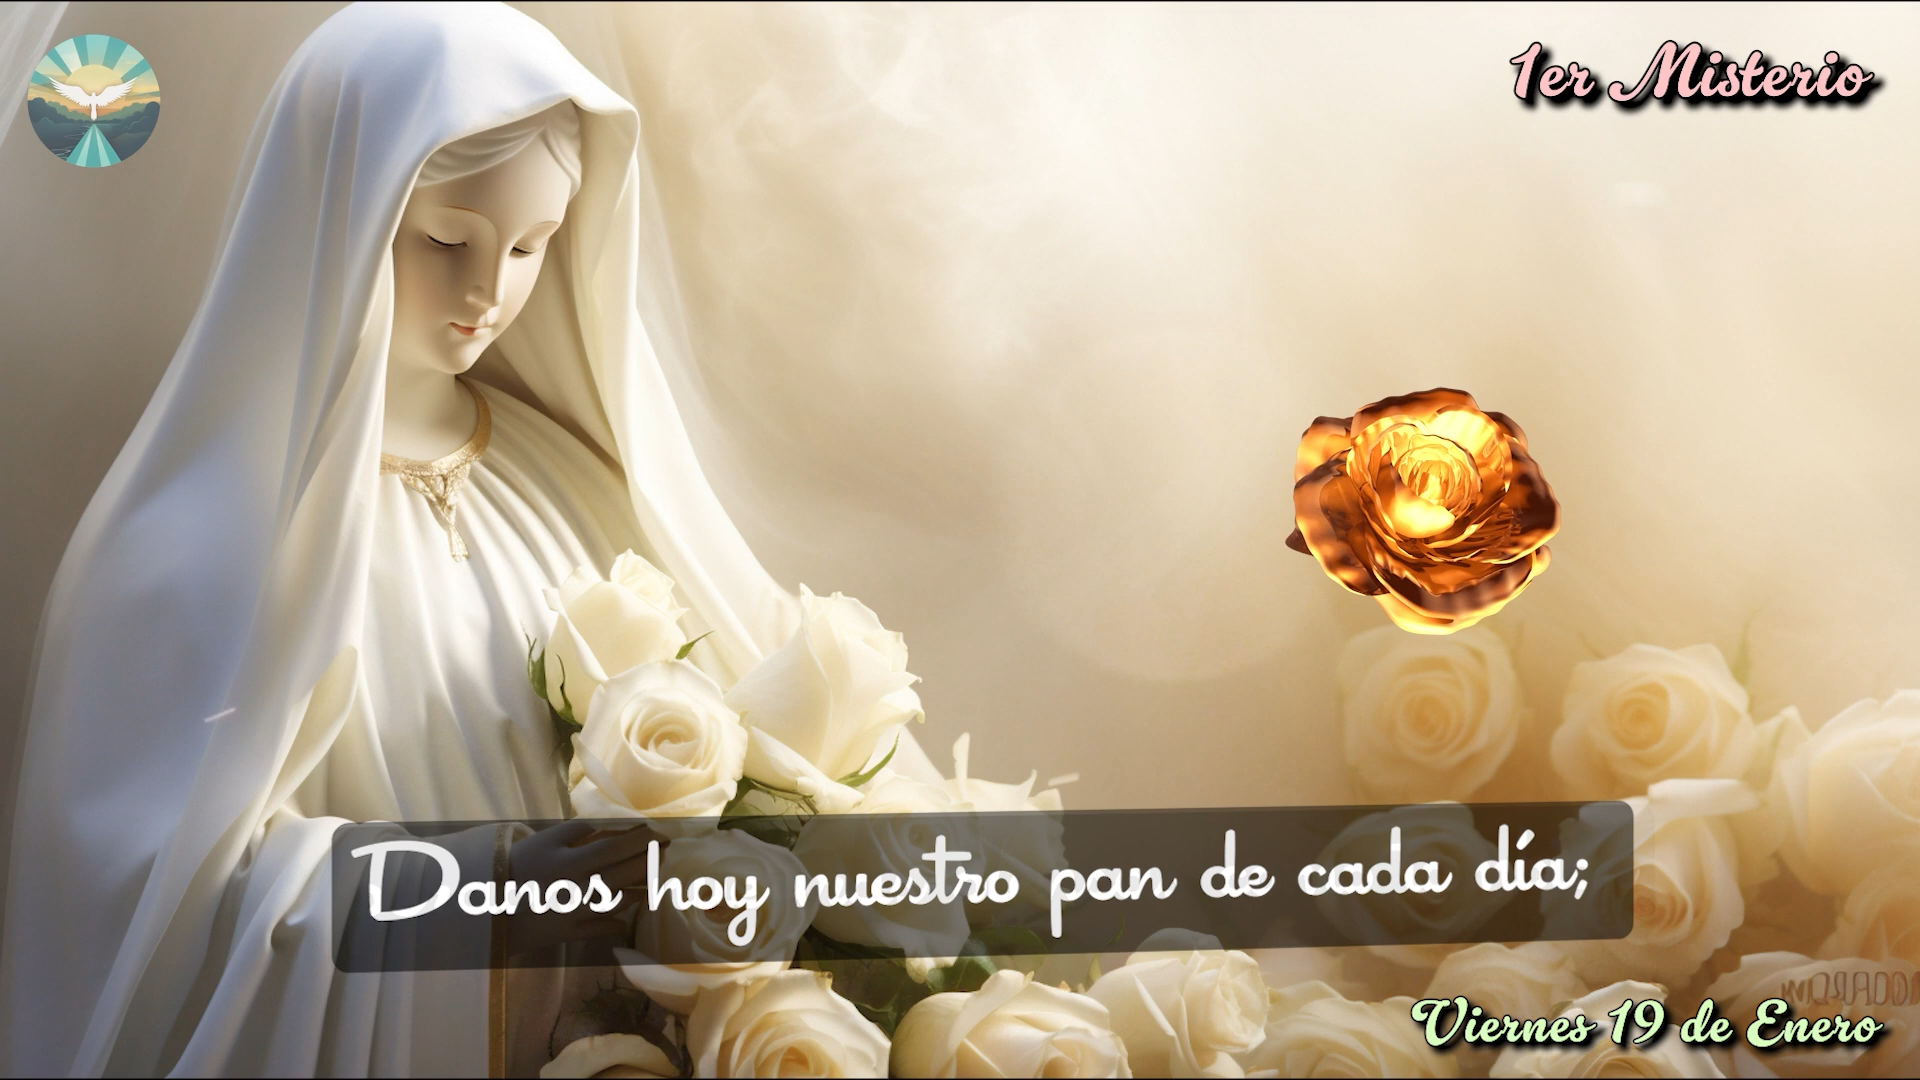 1er Misterio
Danos hoy nuestro pan de cada día;
Viernes 19 de Enero